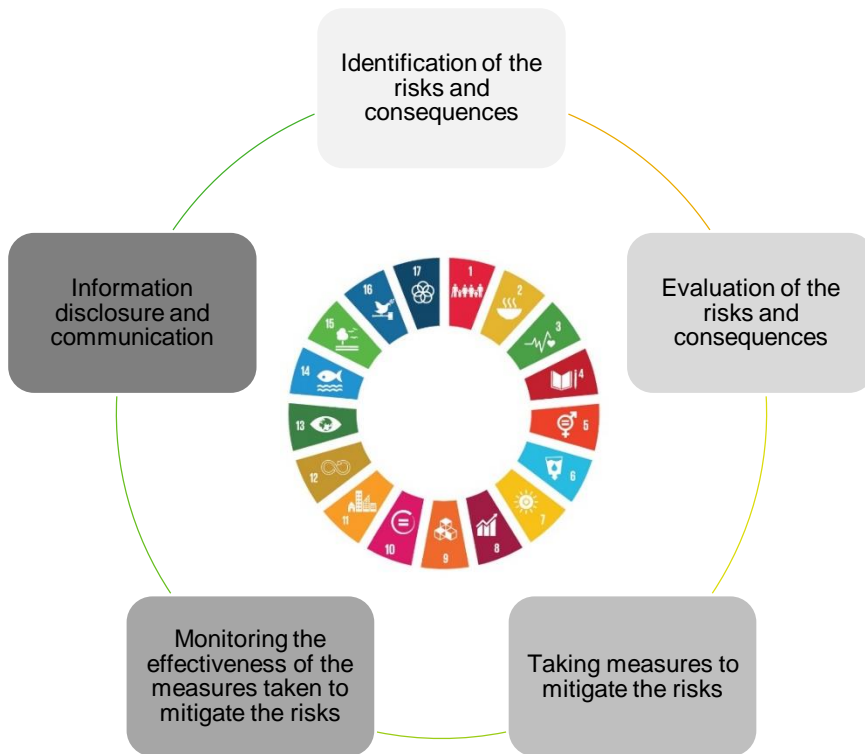 Identification of the
risks and
consequences
Evaluation of the
risks and
consequences
Taking measures to
mitigate the risks
Monitoring the
effectiveness of the
measures taken to
mitigate the risks
Information
disclosure and
communication
1
2
3
4
5
6
7
8
9
10
11
12
13
14
15
16
17